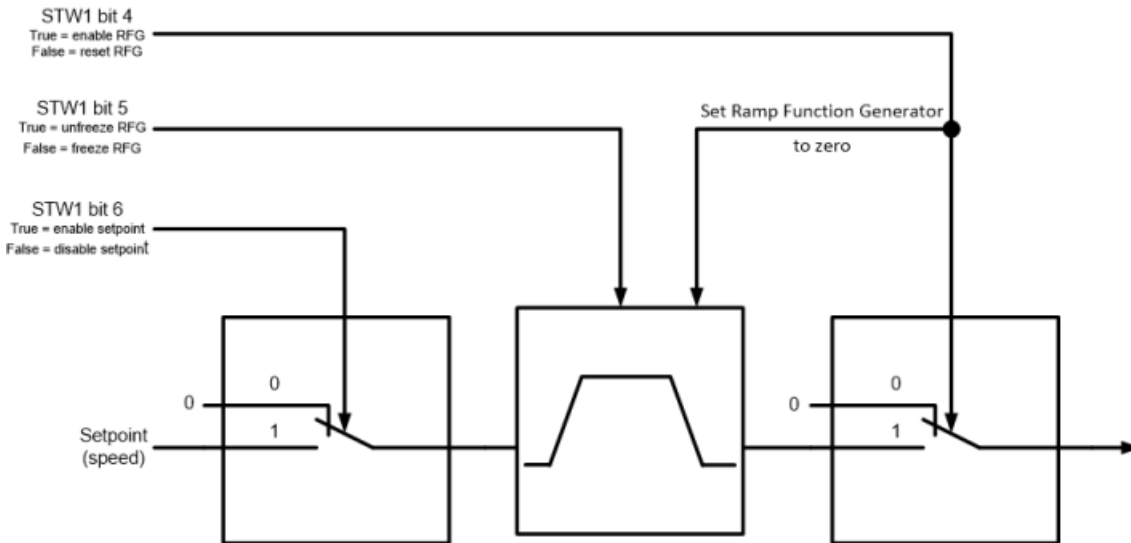 STW1 bit 4
True = enable RFG
False = reset RFG
STW1 bit 5
True = unfreeze RFG
False = freeze RFG
Set Ramp Function Generator
to zero
STW1 bit 6
True = enable setpoint
False = disable setpoint
0
0
1
Setpoint
(speed)
0
0
1